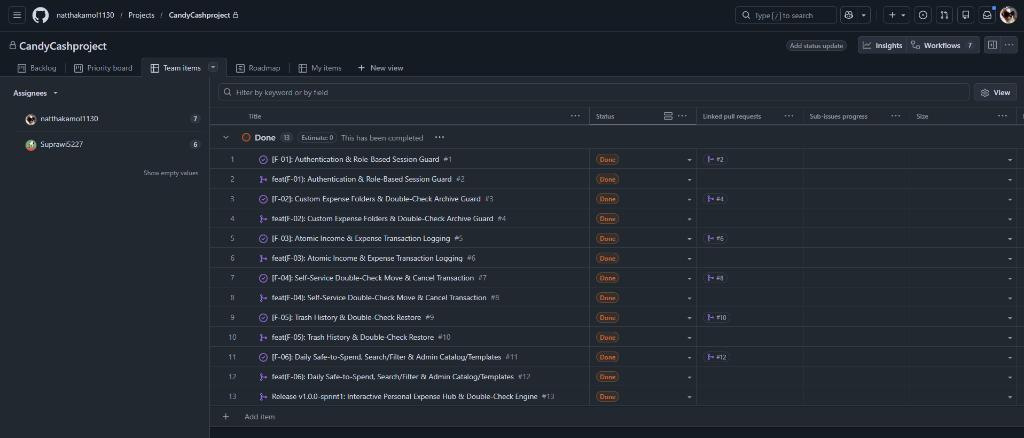 natthakamol1130 / Projects / CandyCashproject
Type [/] to search
CandyCashproject
Add status update
Insights
Workflows 7
Backlog
Priority board
Team items
Roadmap
My items
+ New view
Assignees
natthakamol1130 7
Suprawi5227 6
Show empty values
Filter by keyword or by field
View
Title ... Status ... Linked pull requests ... Sub-issues progress ... Size ...
Done 13 Estimate: 0 This has been completed ...
1 [F-01]: Authentication & Role Based Session Guard #1 Done #2
2 feat(F-01): Authentication & Role-Based Session Guard #2 Done
3 [F-02]: Custom Expense Folders & Double-Check Archive Guard #3 Done #4
4 feat(F-02): Custom Expense Folders & Double-Check Archive Guard #4 Done
5 [F-03]: Atomic Income & Expense Transaction Logging #5 Done #6
6 feat(F-03): Atomic Income & Expense Transaction Logging #6 Done
7 [F-04]: Self-Service Double-Check Move & Cancel Transaction #7 Done #8
8 feat(F-04): Self-Service Double-Check Move & Cancel Transaction #8 Done
9 [F-05]: Trash History & Double-Check Restore #9 Done #10
10 feat(F-05): Trash History & Double-Check Restore #10 Done
11 [F-06]: Daily Safe-to-Spend, Search/Filter & Admin Catalog/Templates #11 Done #12
12 feat(F-06): Daily Safe-to-Spend, Search/Filter & Admin Catalog/Templates #12 Done
13 Release v1.0.0-sprint1: Interactive Personal Expense Hub & Double-Check Engine #13 Done
+ Add item